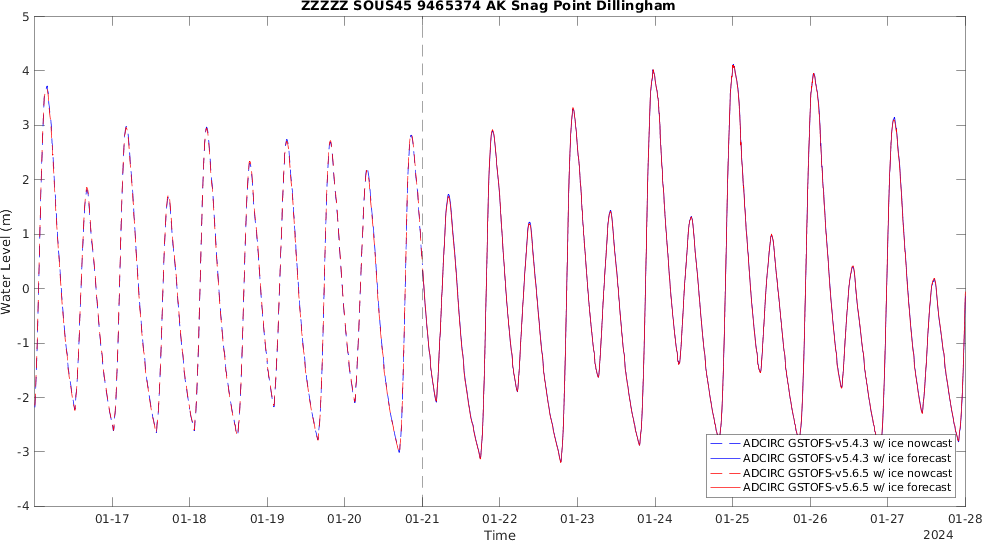 ZZZZZ SOUS45 9465374 AK Snag Point Dillingham
5
4
3
2
1
0
-1
-2
-3
-4
Water Level (m)
ADCIRC GSTOFS-v5.4.3 w/ ice nowcast
ADCIRC GSTOFS-v5.4.3 w/ ice forecast
ADCIRC GSTOFS-v5.6.5 w/ ice nowcast
ADCIRC GSTOFS-v5.6.5 w/ ice forecast
01-17 01-18 01-19 01-20 01-21 01-22 01-23 01-24 01-25 01-26 01-27 01-28
Time
2024